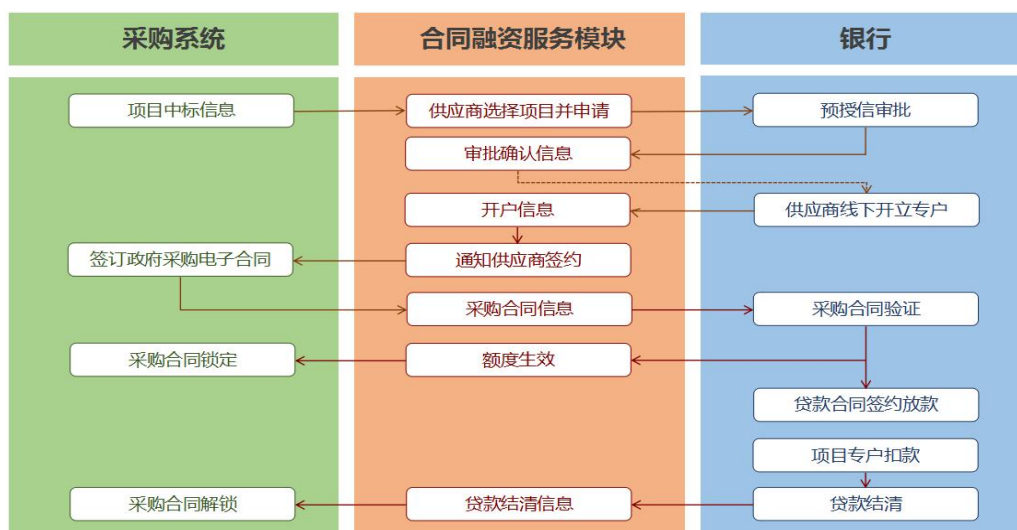 采购系统
合同融资服务模块
银行
项目中标信息
供应商选择项目并申请
预授信审批
审批确认信息
开户信息
供应商线下开立专户
签订政府采购电子合同
通知供应商签约
采购合同信息
采购合同验证
采购合同锁定
额度生效
贷款合同签约放款
项目专户扣款
采购合同解锁
贷款结清信息
贷款结清